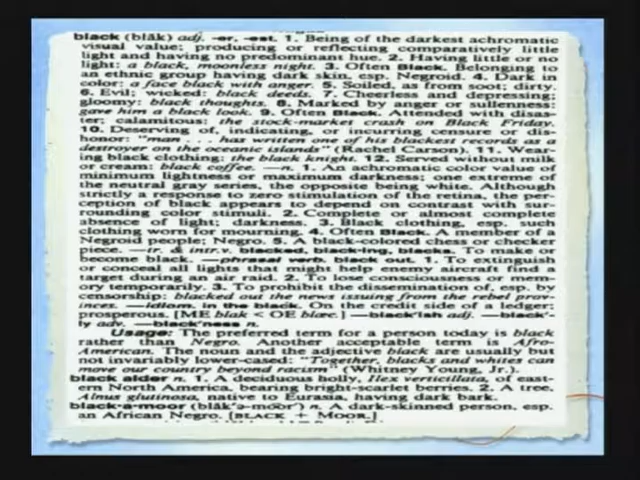 black (blăk) adj. -er, -est. 1. Being of the darkest achromatic
visual value; producing or reflecting comparatively little
light and having no predominant hue. 2. Having little or no
light: a black, moonless night. 3. Often Black. Belonging to
an ethnic group having dark skin, esp. Negroid. 4. Dark in
color: a face black with anger. 5. Soiled, as from soot; dirty.
6. Evil; wicked: black deeds. 7. Cheerless and depressing;
gloomy: black thoughts. 8. Marked by anger or sullenness:
gave him a black look. 9. Often Black. Attended with disas-
ter; calamitous: the stock-market crash on Black Friday.
10. Deserving of, indicating, or incurring censure or dis-
honor: "man . . . has written one of his blackest records as a
destroyer on the oceanic islands" (Rachel Carson). 11. Wear-
ing black clothing: the black knight. 12. Served without milk
or cream: black coffee. —n. 1. An achromatic color value of
minimum lightness or maximum darkness; one extreme of
the neutral gray series, the opposite being white. Although
strictly a response to zero stimulation of the retina, the per-
ception of black appears to depend on contrast with sur-
rounding color stimuli. 2. Complete or almost complete
absence of light; darkness. 3. Black clothing, esp. such
clothing worn for mourning. 4. Often Black. A member of a
Negroid people; Negro. 5. A black-colored chess or checker
piece. —tr. & intr.v. blacked, black·ing, blacks. To make or
become black. —phrasal verb. black out. 1. To extinguish
or conceal all lights that might help enemy aircraft find a
target during an air raid. 2. To lose consciousness or mem-
ory temporarily. 3. To prohibit the dissemination of, esp. by
censorship: blacked out the news issuing from the rebel prov-
inces. —idiom. in the black. On the credit side of a ledger;
prosperous. [ME blak < OE blæc.] —black'ish adj. —black'-
ly adv. —black'ness n.
Usage: The preferred term for a person today is black
rather than Negro. Another acceptable term is Afro-
American. The noun and the adjective black are usually but
not invariably lower-cased: "Together, blacks and whites can
move our country beyond racism" (Whitney Young, Jr.).
black alder n. 1. A deciduous holly, Ilex verticillata, of east-
ern North America, bearing bright-scarlet berries. 2. A tree,
Alnus glutinosa, native to Eurasia, having dark bark.
black·a·moor (blăk'ə-mo͝or') n. A dark-skinned person, esp.
an African Negro. [BLACK + MOOR.]